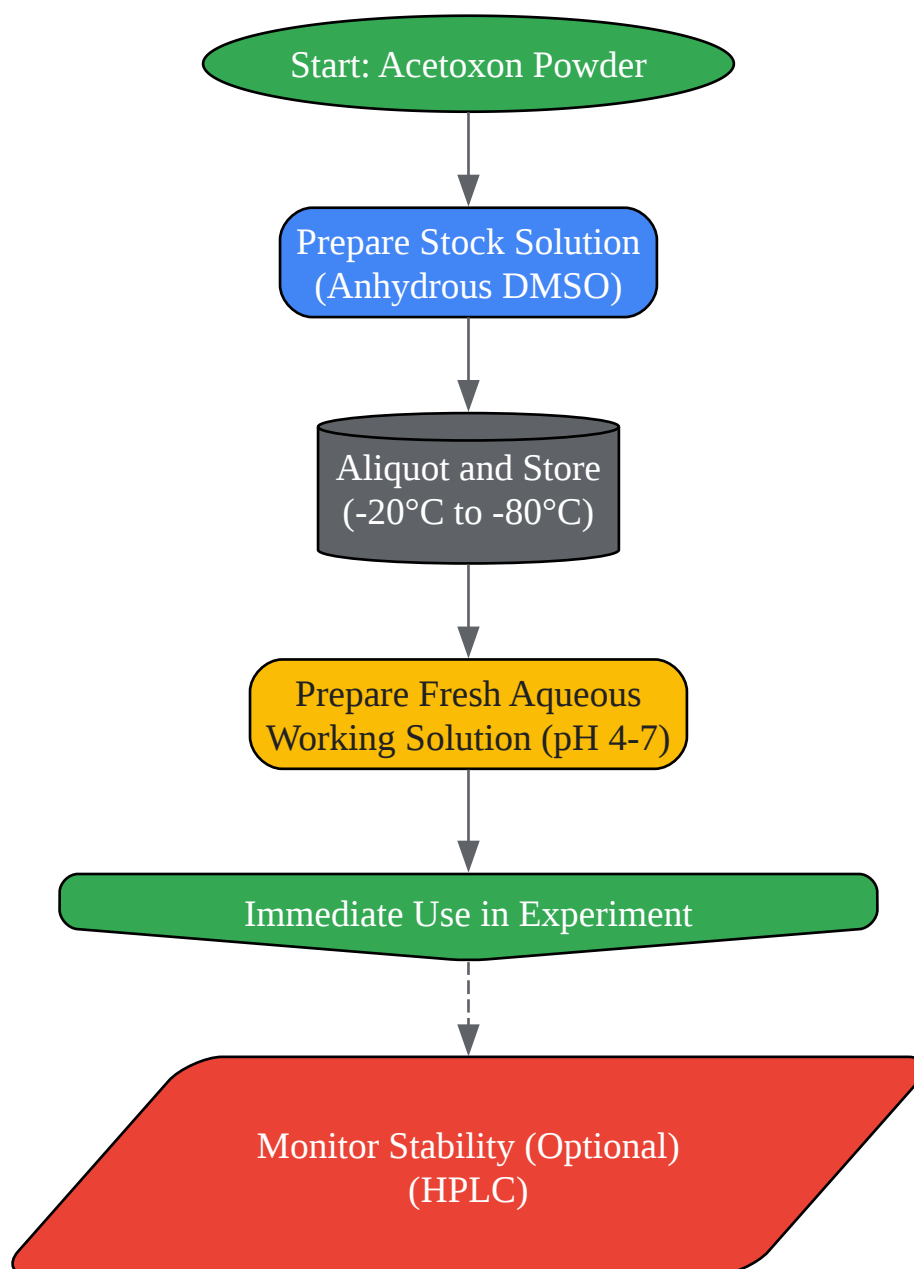 Start: Acetoxon Powder
Prepare Stock Solution
(Anhydrous DMSO)
Aliquot and Store
(-20°C to -80°C)
Prepare Fresh Aqueous
Working Solution (pH 4-7)
Immediate Use in Experiment
Monitor Stability (Optional)
(HPLC)